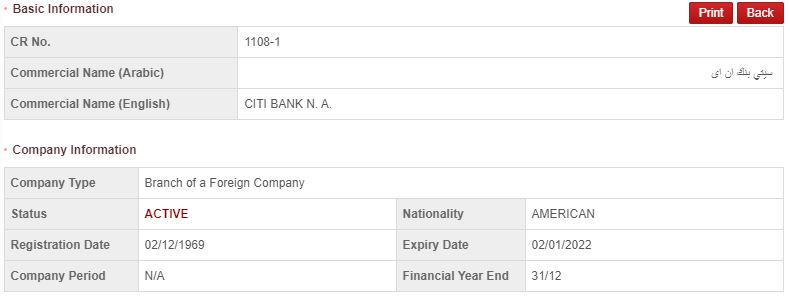 Basic Information
Print Back
CR No. 1108-1
Commercial Name (Arabic) سيتي بنك ان اى
Commercial Name (English) CITI BANK N. A.
Company Information
Company Type Branch of a Foreign Company
Status ACTIVE Nationality AMERICAN
Registration Date 02/12/1969 Expiry Date 02/01/2022
Company Period N/A Financial Year End 31/12